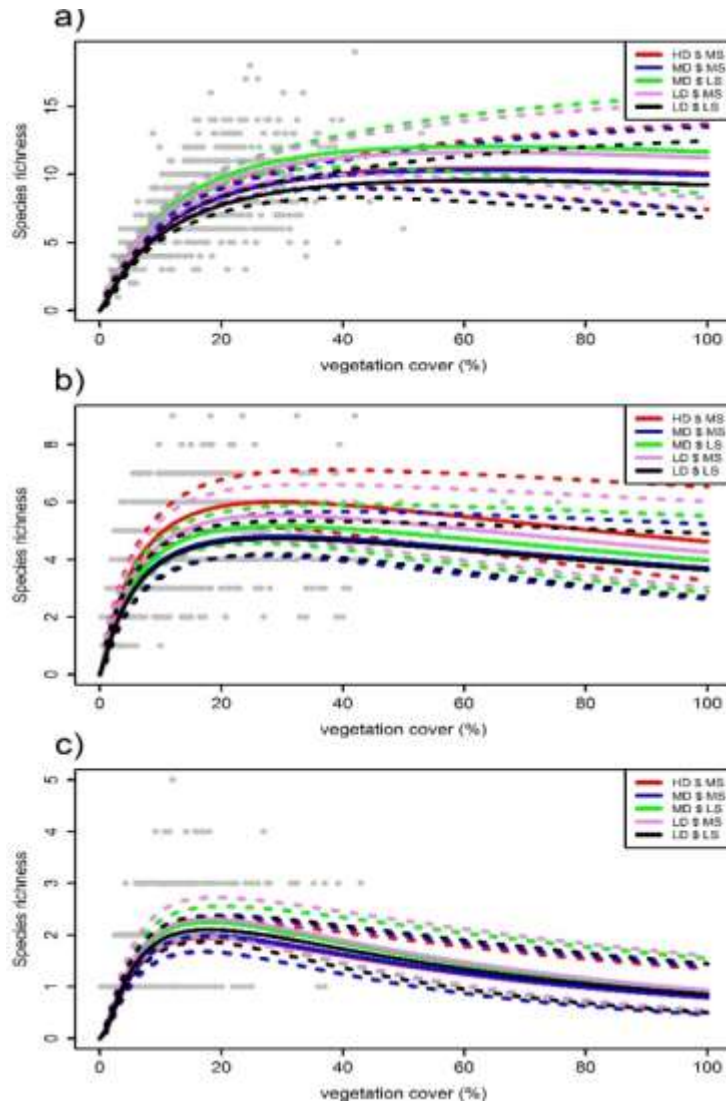 a)
Species richness
15
10
5
0
HD $ MS
MD $ MS
MD $ LS
LD $ MS
LD $ LS
0 20 40 60 80 100
vegetation cover (%)
b)
Species richness
8
6
4
2
0
HD $ MS
MD $ MS
MD $ LS
LD $ MS
LD $ LS
0 20 40 60 80 100
vegetation cover (%)
c)
Species richness
5
4
3
2
1
0
HD $ MS
MD $ MS
MD $ LS
LD $ MS
LD $ LS
0 20 40 60 80 100
vegetation cover (%)